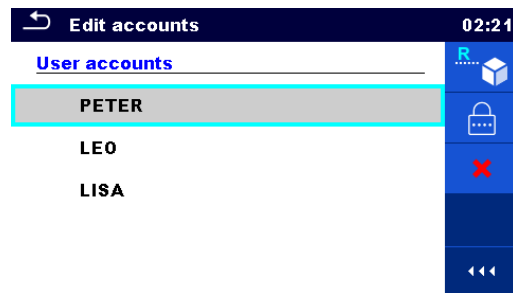 Edit accounts 02:21
User accounts
R
PETER
LEO
LISA